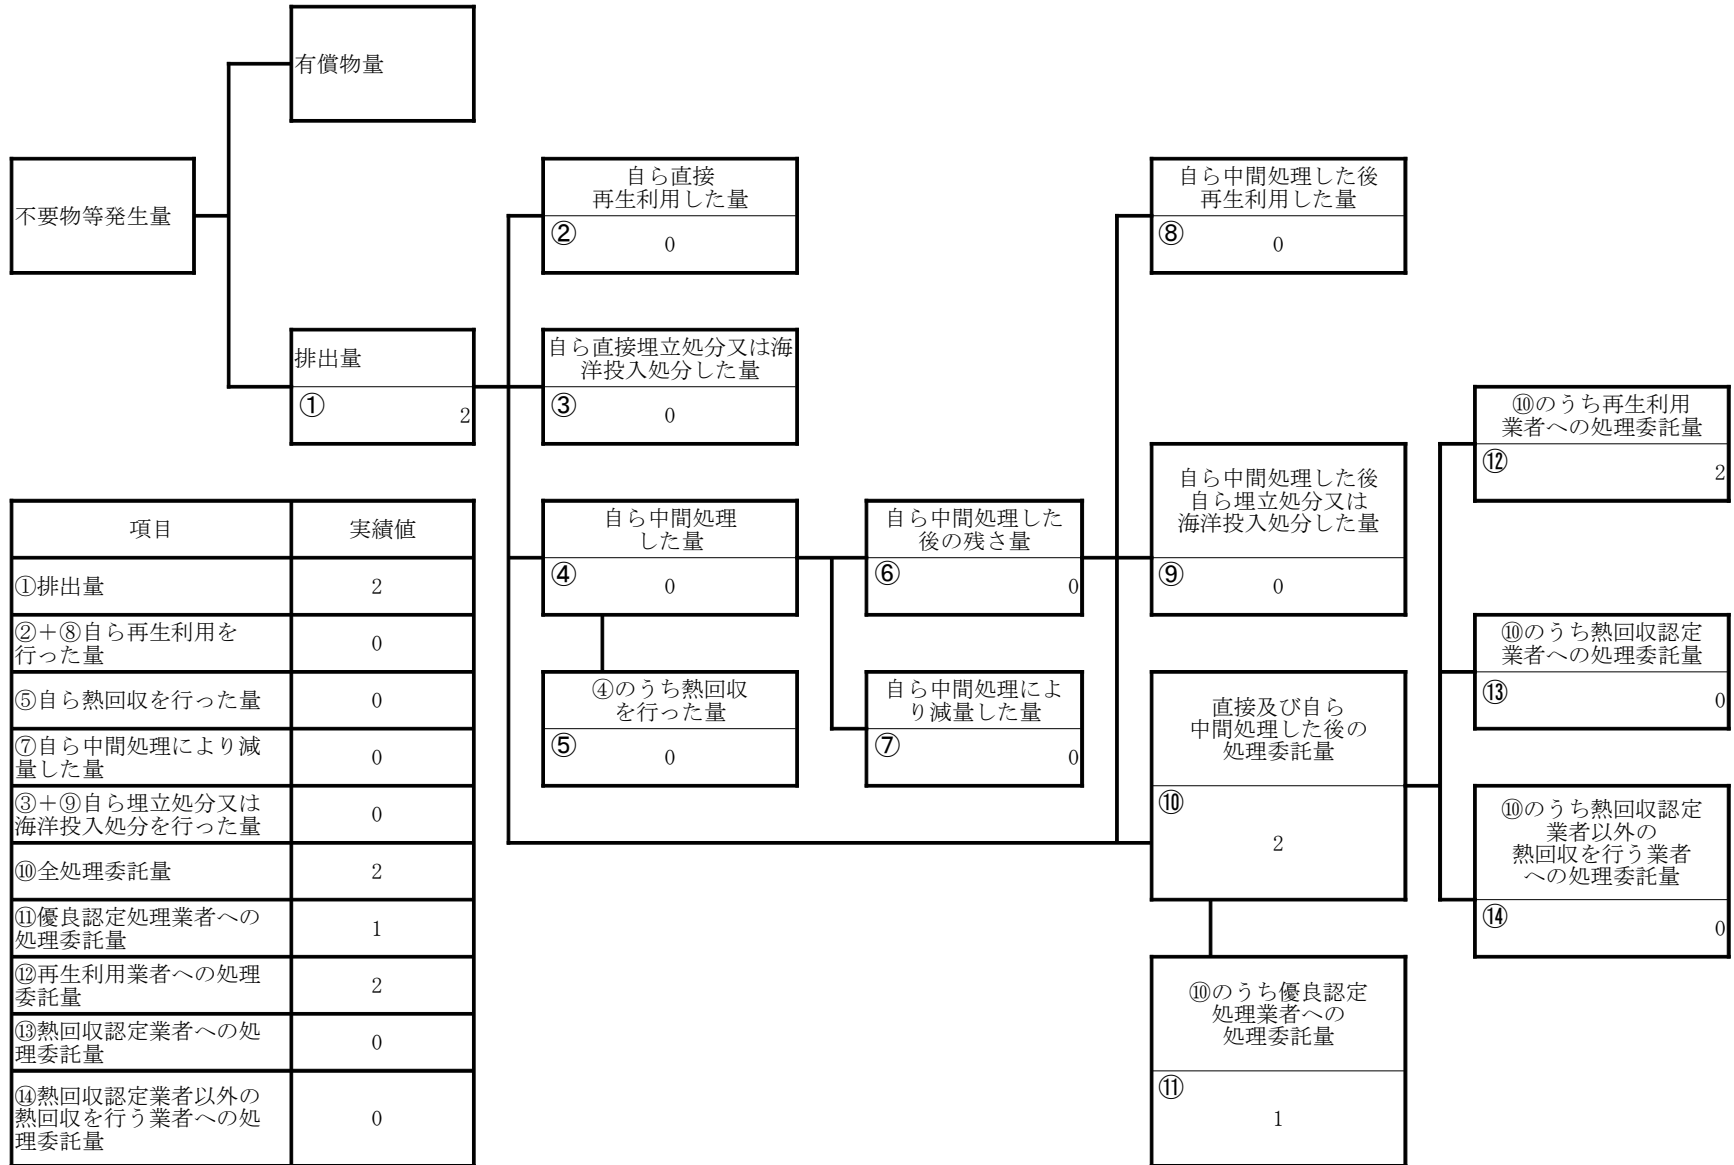 有償物量
不要物等発生量
自ら直接
再生利用した量
②
0
自ら中間処理した後
再生利用した量
⑧
0
排出量
①
2
自ら直接埋立処分又は海
洋投入処分した量
③
0
⑩のうち再生利用
業者への処理委託量
⑫
2
自ら中間処理
した量
④
0
自ら中間処理した
後の残さ量
⑥
0
自ら中間処理した後
自ら埋立処分又は
海洋投入処分した量
⑨
0
⑩のうち熱回収認定
業者への処理委託量
⑬
0
④のうち熱回収
を行った量
⑤
0
自ら中間処理によ
り減量した量
⑦
0
直接及び自ら
中間処理した後の
処理委託量
⑩
2
⑩のうち熱回収認定
業者以外の
熱回収を行う業者
への処理委託量
⑭
0
⑩のうち優良認定
処理業者への
処理委託量
⑪
1
項目 実績値
①排出量 2
②＋⑧自ら再生利用を
行った量 0
⑤自ら熱回収を行った量 0
⑦自ら中間処理により減
量した量 0
③＋⑨自ら埋立処分又は
海洋投入処分を行った量 0
⑩全処理委託量 2
⑪優良認定処理業者への
処理委託量 1
⑫再生利用業者への処理
委託量 2
⑬熱回収認定業者への処
理委託量 0
⑭熱回収認定業者以外の
熱回収を行う業者への処
理委託量 0